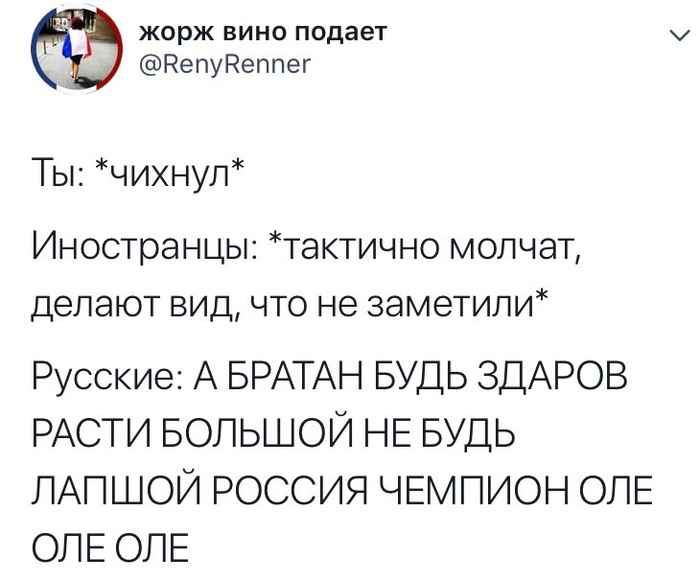 жорж вино подает
@RenyRenner
Ты: *чихнул*
Иностранцы: *тактично молчат,
делают вид, что не заметили*
Русские: А БРАТАН БУДЬ ЗДАРОВ
РАСТИ БОЛЬШОЙ НЕ БУДЬ
ЛАПШОЙ РОССИЯ ЧЕМПИОН ОЛЕ
ОЛЕ ОЛЕ